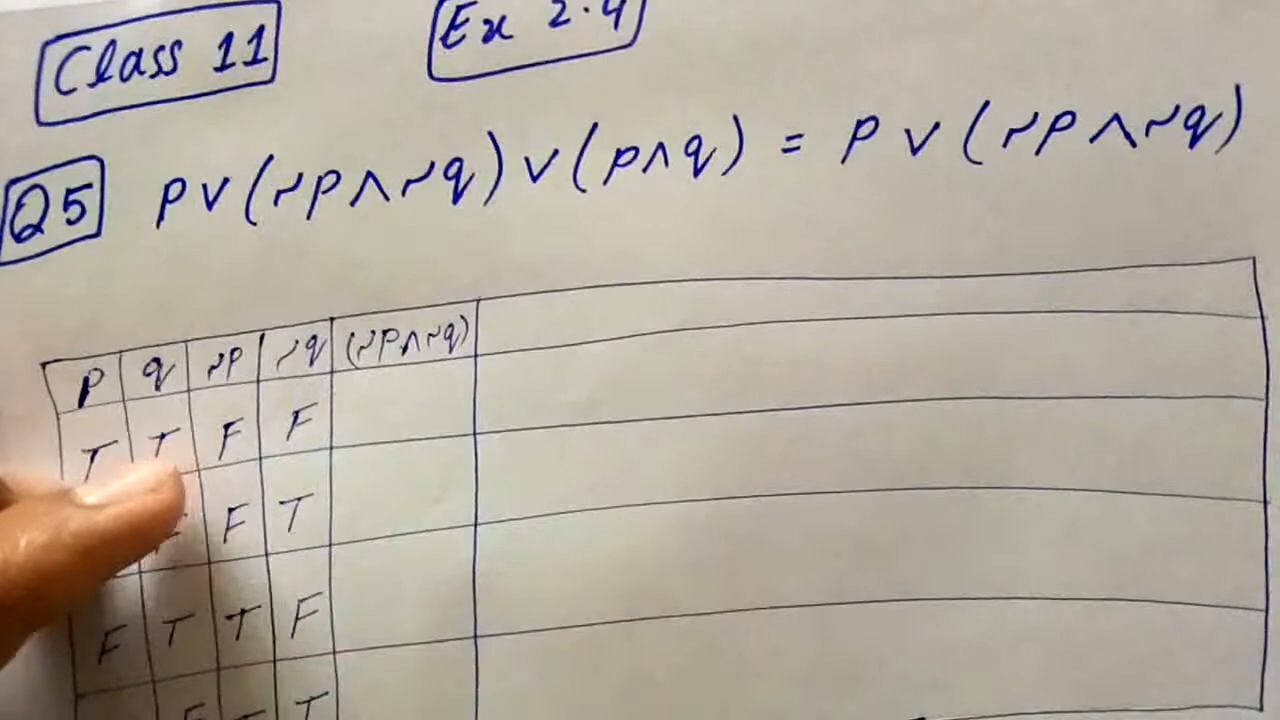 Class 11 Ex 2.4
Q5 p∨(~p∧~q)∨(p∧q) = p∨(~p∧~q)
p q ~p ~q (~p∧~q)
T T F F
F F T
F T T F
F T T